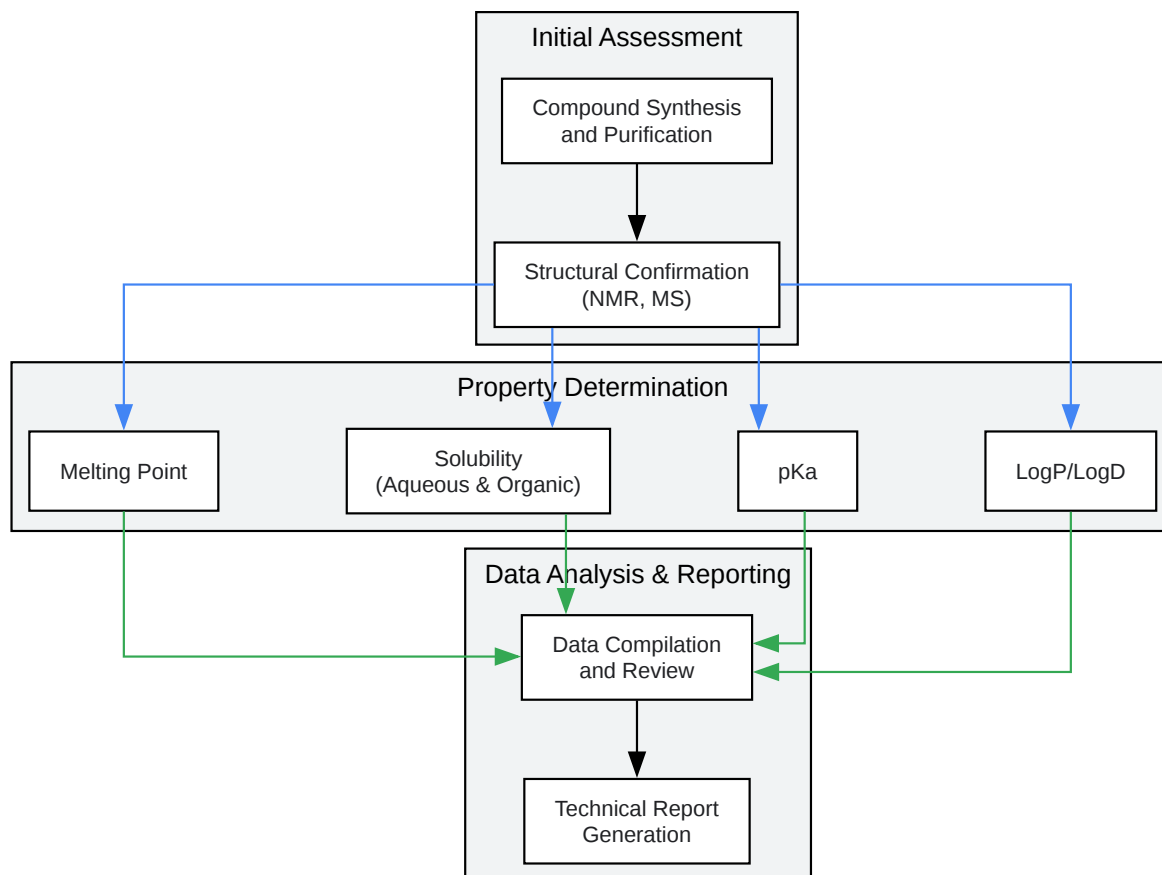 Initial Assessment
Compound Synthesis
and Purification
Structural Confirmation
(NMR, MS)
Property Determination
Melting Point
Solubility
(Aqueous & Organic)
pKa
LogP/LogD
Data Analysis & Reporting
Data Compilation
and Review
Technical Report
Generation